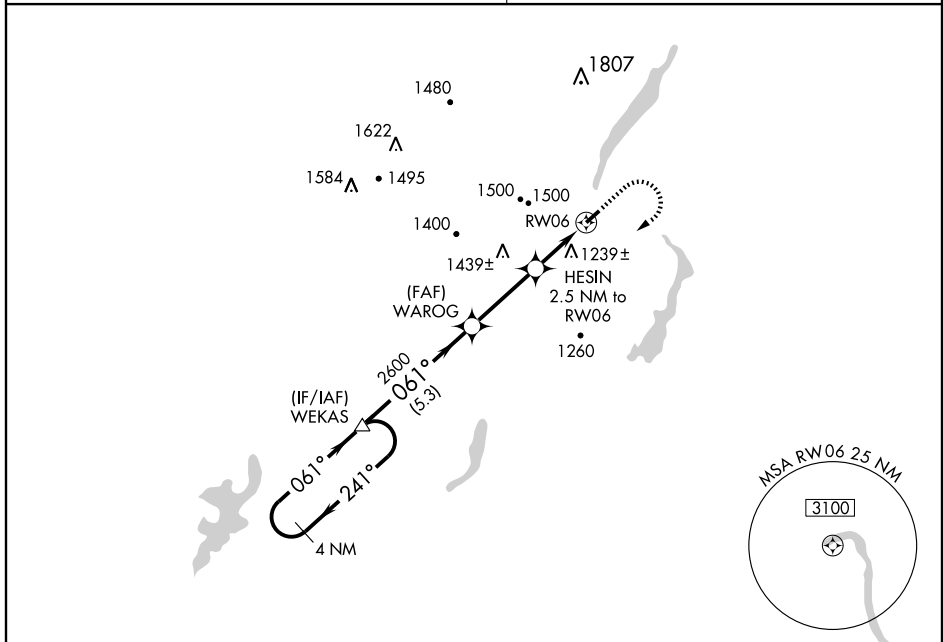 1807
1480
1622
1584
1495
1500
1500
RW06
1400
1439±
1239±
HESIN
2.5 NM to
RW06
(FAF)
WAROG
1260
2600
061°
(5.3)
(IF/IAF)
WEKAS
061°
241°
4 NM
MSA RW06 25 NM
3100